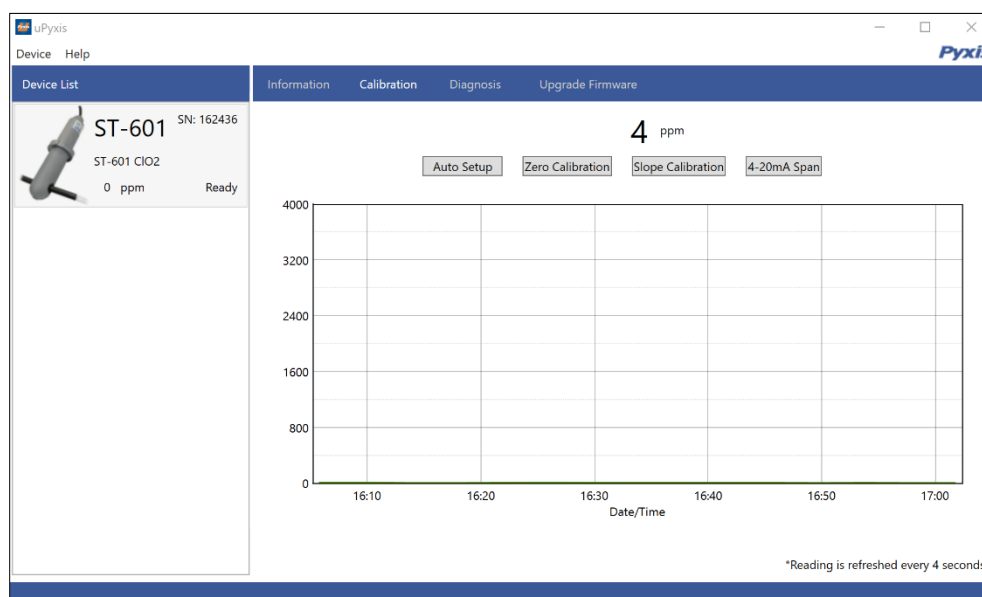 uPyxis
Device Help
Device List
Information Calibration Diagnosis Upgrade Firmware
ST-601 SN: 162436
ST-601 ClO2
0 ppm Ready
4 ppm
Auto Setup Zero Calibration Slope Calibration 4-20mA Span
4000
3200
2400
1600
800
0
16:10 16:20 16:30 16:40 16:50 17:00
Date/Time
*Reading is refreshed every 4 seconds